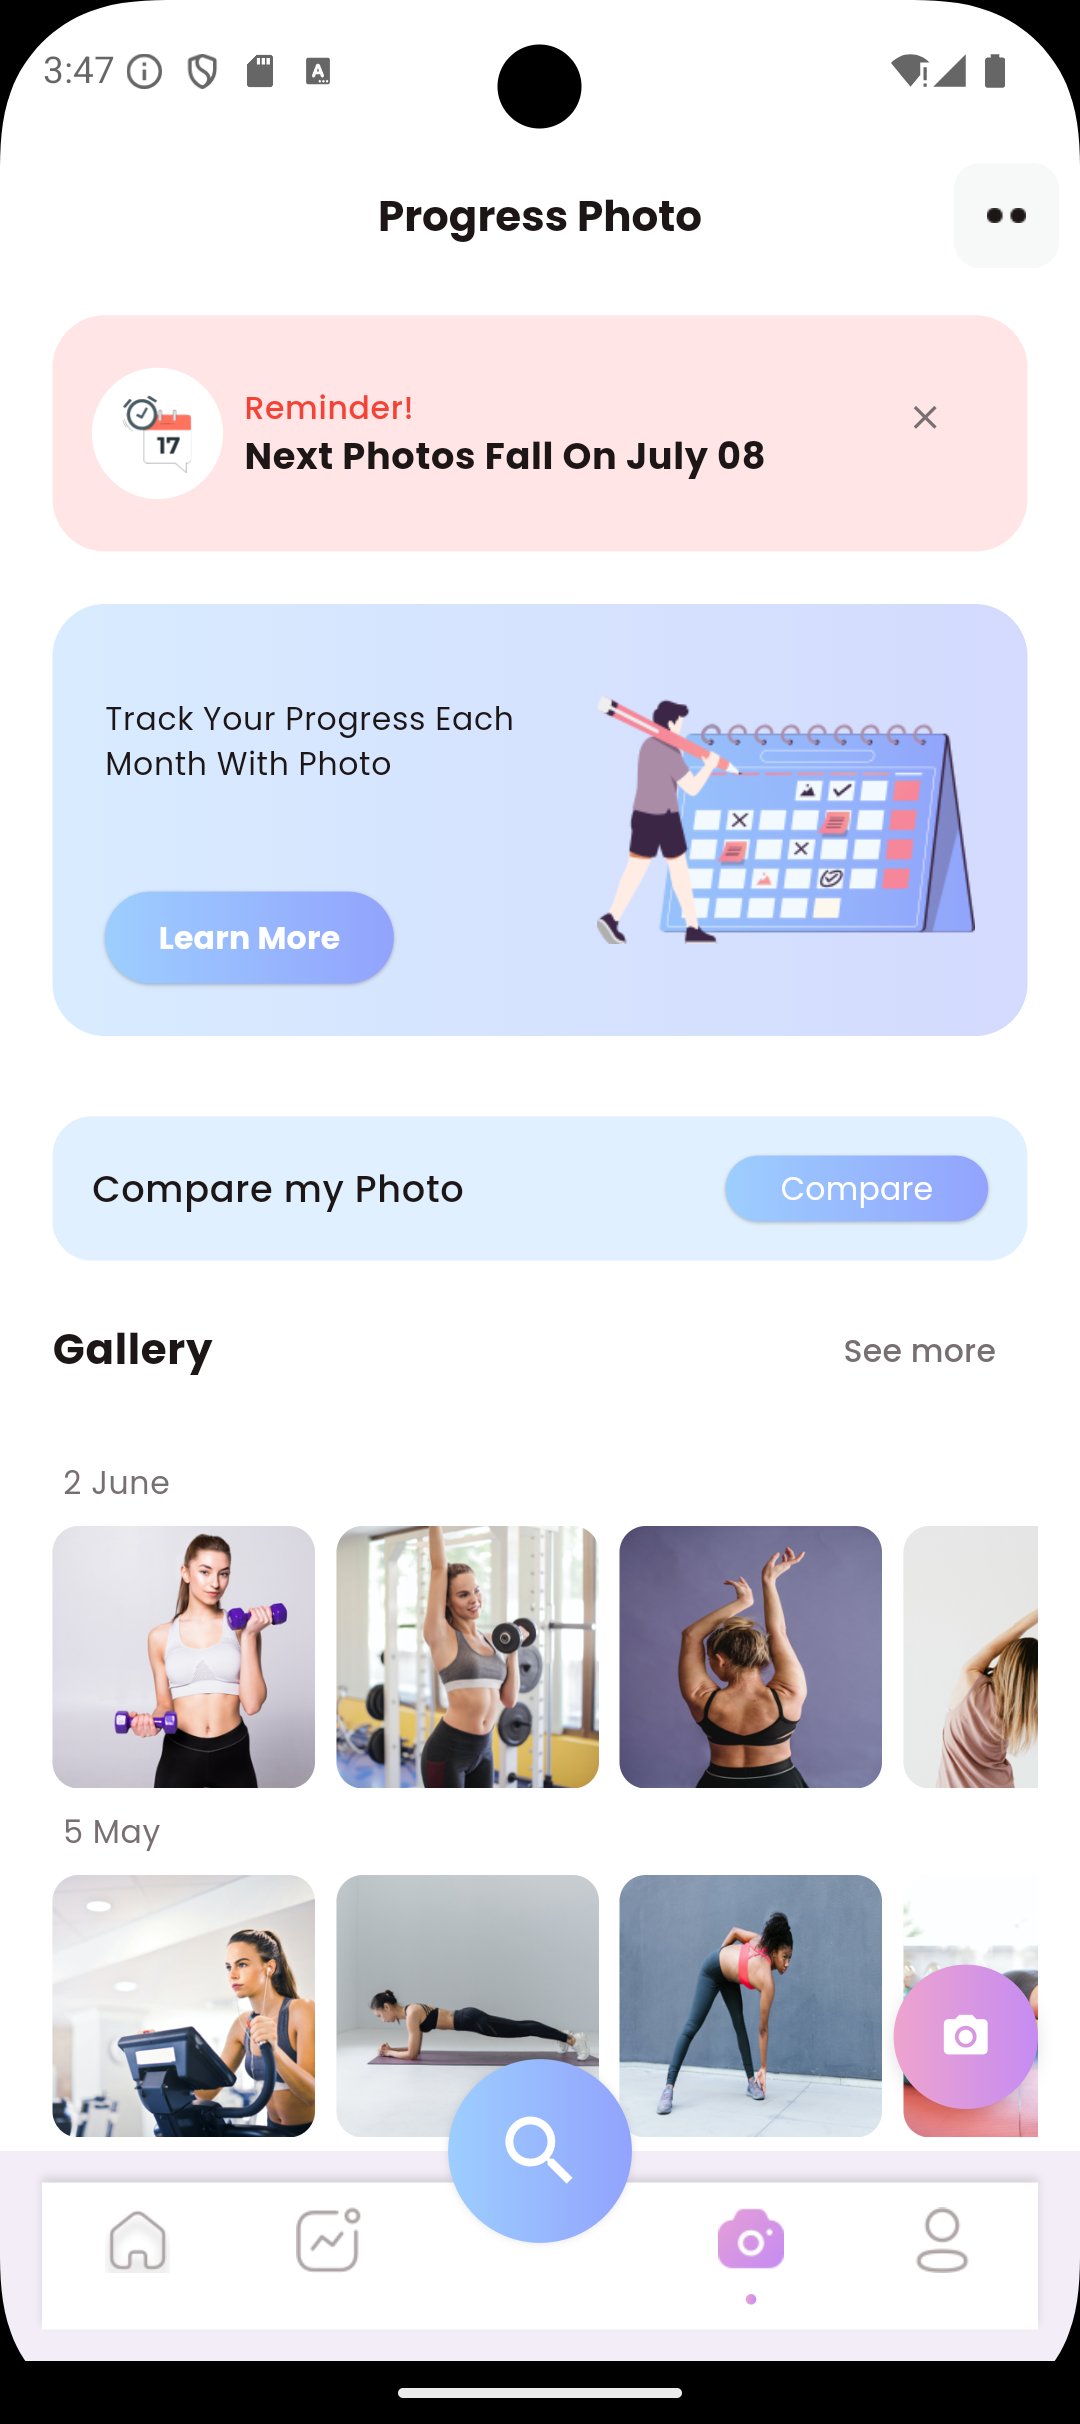 3:47
Progress Photo
17
Reminder!
Next Photos Fall On July 08
Track Your Progress Each
Month With Photo
Learn More
Compare my Photo
Compare
Gallery
See more
2 June
5 May